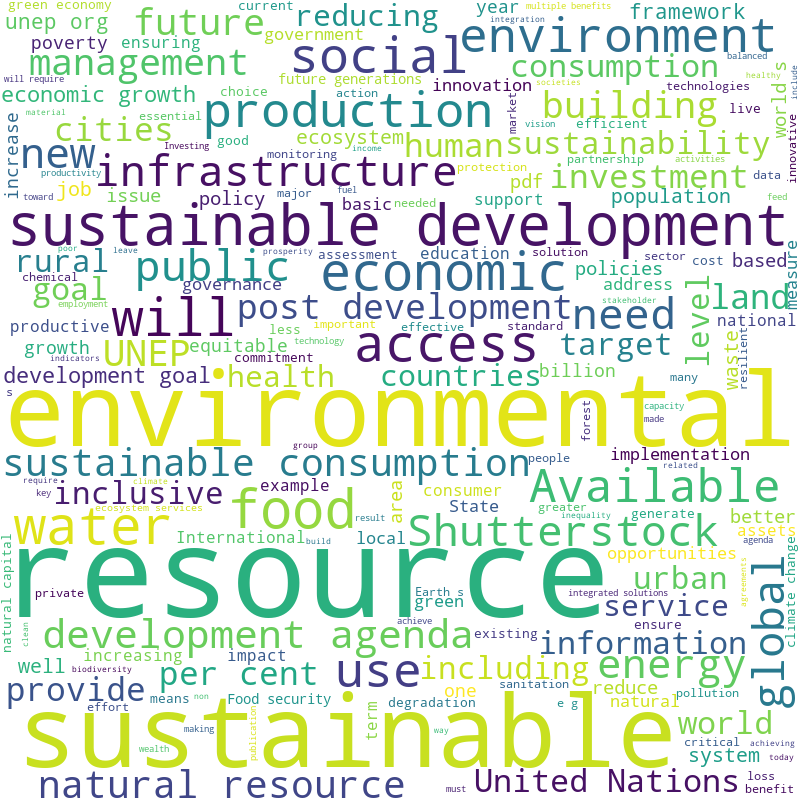 green economy
current
multiple benefits
year
framework
unep org
future
reducing
integration
balanced
poverty
ensuring
government
social
environment
world s
will require
management
consumption
healthy
include
future generations
societies
economic growth
choice
action
innovation
technologies
material
essential
production
market
live
building
innovative
increase
cities
Investing
good
ecosystem
vision
efficient
human
sustainability
new
monitoring
income
partnership
productivity
infrastructure
protection
activities
data
toward
job
issue
policy
basic
needed
support
pdf
investment
population
feed
sustainable development
poor
leave
prosperity
assessment
education
solution
sector
cost
based
measure
rural
public
economic
policies
chemical
governance
address
goal
level
land
employment
will
post development
need
stakeholder
national
productive
less
important
effective
standard
resilient
growth
UNEP
equitable
technology
access
target
waste
indicators
commitment
development goal
health
countries
billion
many
s
environmental
capacity
forest
made
group
sustainable consumption
people
implementation
related
require
key
climate
inclusive
example
area
consumer
Available
better
ecosystem services
food
State
greater
generate
assets
water
result
Shutterstock
inequality
natural capital
International
build
local
opportunities
agenda
climate change
resource
private
Earth s
green
integrated solutions
urban
agreements
global
achieve
service
clean
development agenda
existing
ensure
information
increasing
impact
well
biodiversity
per cent
use
including
energy
provide
means
non
Food security
one
sanitation
reduce
pollution
effort
term
degradation
e g
natural
publication
sustainable
way
world
making
critical
achieving
wealth
system
today
natural resource
must
United Nations
loss
benefit